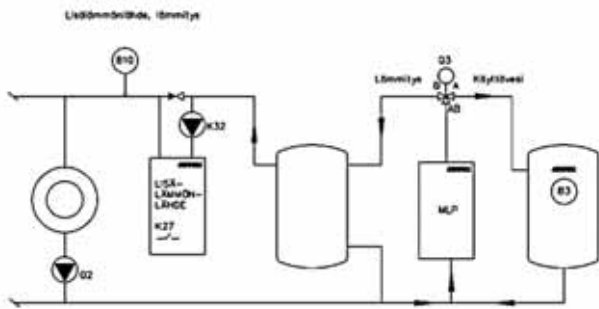 Lisälämmönlähde, lämmitys
B10
Q3
Lämmitys
B A
Käyttövesi
AB
K32
LISÄ-
LÄMMÖN-
LÄHDE
K27
MLP
B3
Q2